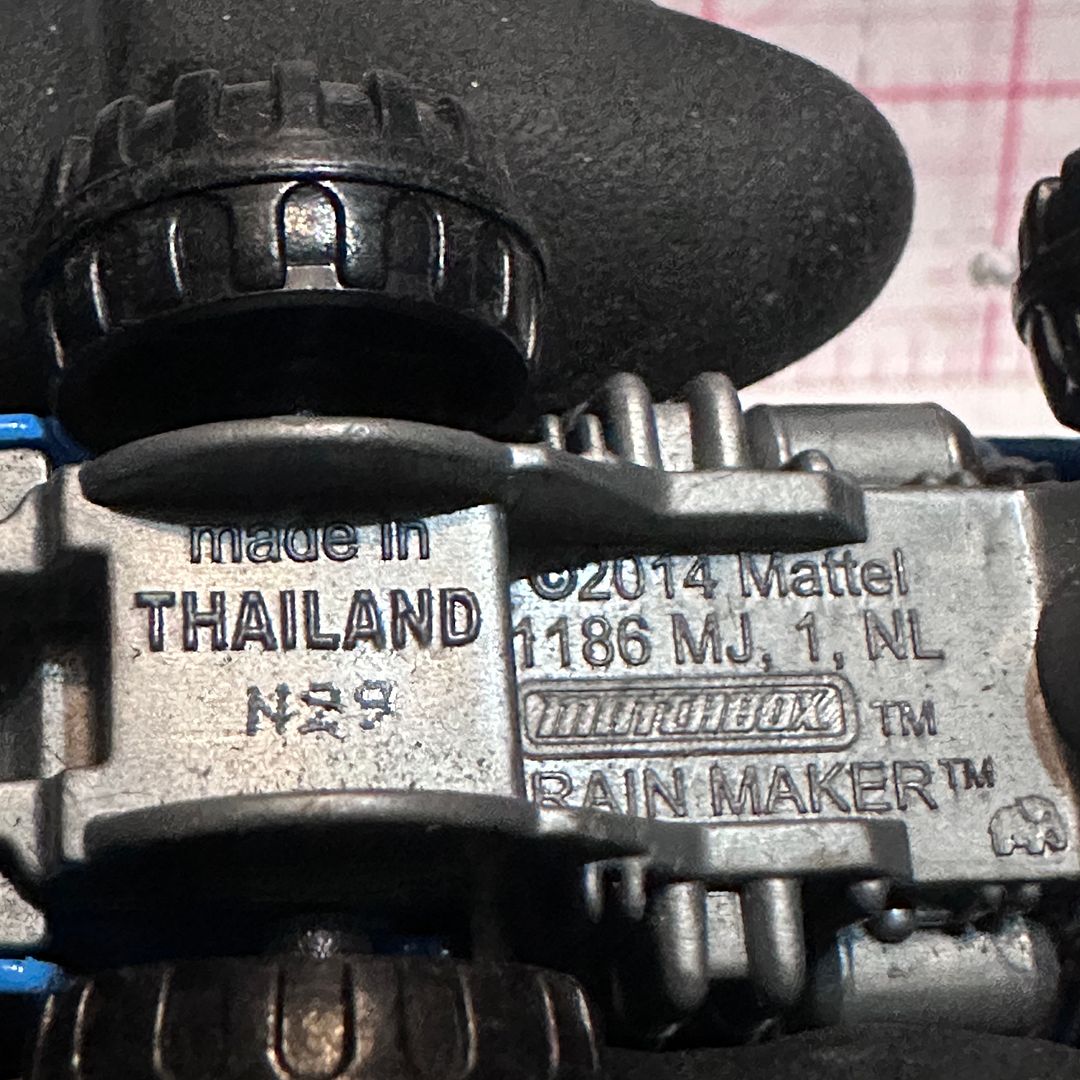 made in
THAILAND
N29
©2014 Mattel
1186 MJ, 1, NL
MATCHBOX TM
RAIN MAKER™